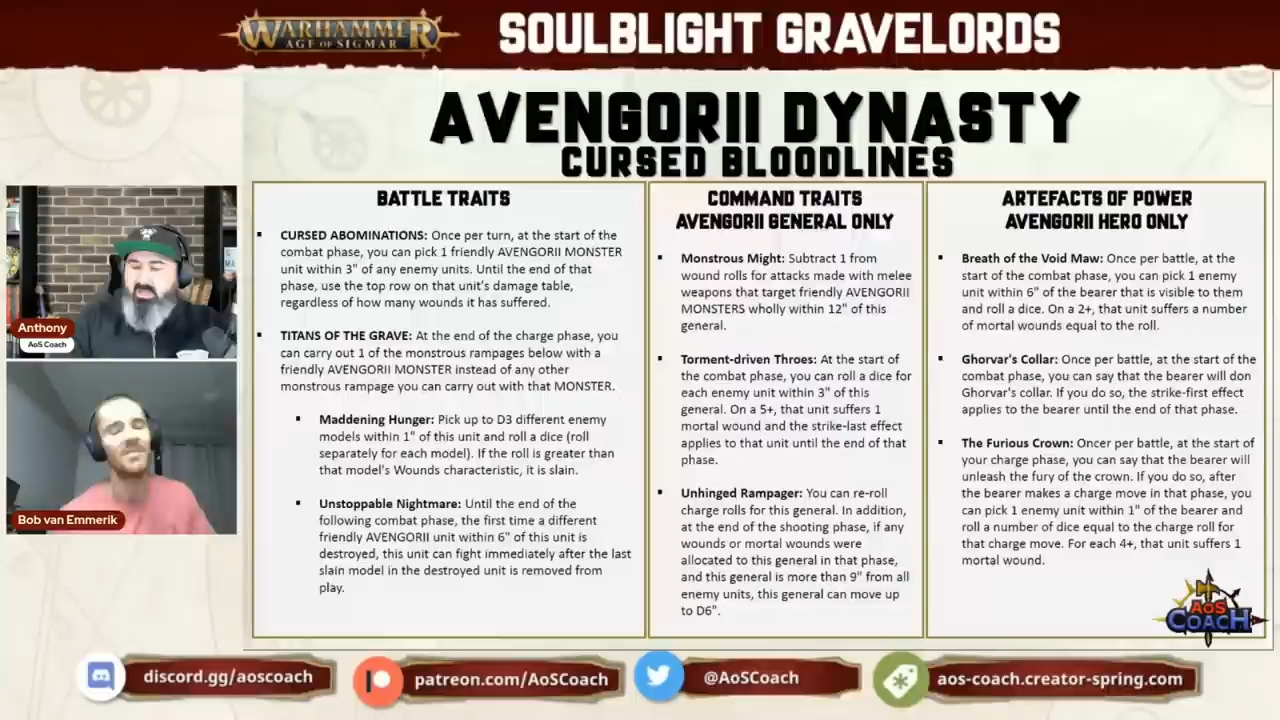 WARHAMMER
AGE OF SIGMAR
SOULBLIGHT GRAVELORDS
AVENGORII DYNASTY
CURSED BLOODLINES
BATTLE TRAITS
CURSED ABOMINATIONS: Once per turn, at the start of the
combat phase, you can pick 1 friendly AVENGORII MONSTER
unit within 3" of any enemy units. Until the end of that
phase, use the top row on that unit's damage table,
regardless of how many wounds it has suffered.
TITANS OF THE GRAVE: At the end of the charge phase, you
can carry out 1 of the monstrous rampages below with a
friendly AVENGORII MONSTER instead of any other
monstrous rampage you can carry out with that MONSTER.
Maddening Hunger: Pick up to D3 different enemy
models within 1" of this unit and roll a dice (roll
separately for each model). If the roll is greater than
that model's Wounds characteristic, it is slain.
Unstoppable Nightmare: Until the end of the
following combat phase, the first time a different
friendly AVENGORII unit within 6" of this unit is
destroyed, this unit can fight immediately after the last
slain model in the destroyed unit is removed from
play.
COMMAND TRAITS
AVENGORII GENERAL ONLY
Monstrous Might: Subtract 1 from
wound rolls for attacks made with melee
weapons that target friendly AVENGORII
MONSTERS wholly within 12" of this
general.
Torment-driven Throes: At the start of
the combat phase, you can roll a dice for
each enemy unit within 3" of this
general. On a 5+, that unit suffers 1
mortal wound and the strike-last effect
applies to that unit until the end of that
phase.
Unhinged Rampager: You can re-roll
charge rolls for this general. In addition,
at the end of the shooting phase, if any
wounds or mortal wounds were
allocated to this general in that phase,
and this general is more than 9" from all
enemy units, this general can move up
to D6".
ARTEFACTS OF POWER
AVENGORII HERO ONLY
Breath of the Void Maw: Once per battle, at the
start of the combat phase, you can pick 1 enemy
unit within 6" of the bearer that is visible to them
and roll a dice. On a 2+, that unit suffers a number
of mortal wounds equal to the roll.
Ghorvar's Collar: Once per battle, at the start of the
combat phase, you can say that the bearer will don
Ghorvar's collar. If you do so, the strike-first effect
applies to the bearer until the end of that phase.
The Furious Crown: Oncer per battle, at the start of
your charge phase, you can say that the bearer will
unleash the fury of the crown. If you do so, after
the bearer makes a charge move in that phase, you
can pick 1 enemy unit within 1" of the bearer and
roll a number of dice equal to the charge roll for
that charge move. For each 4+, that unit suffers 1
mortal wound.
AoS
COACH
Anthony
AoS Coach
Bob van Emmerik
discord.gg/aoscoach
patreon.com/AoSCoach
@AoSCoach
aos-coach.creator-spring.com